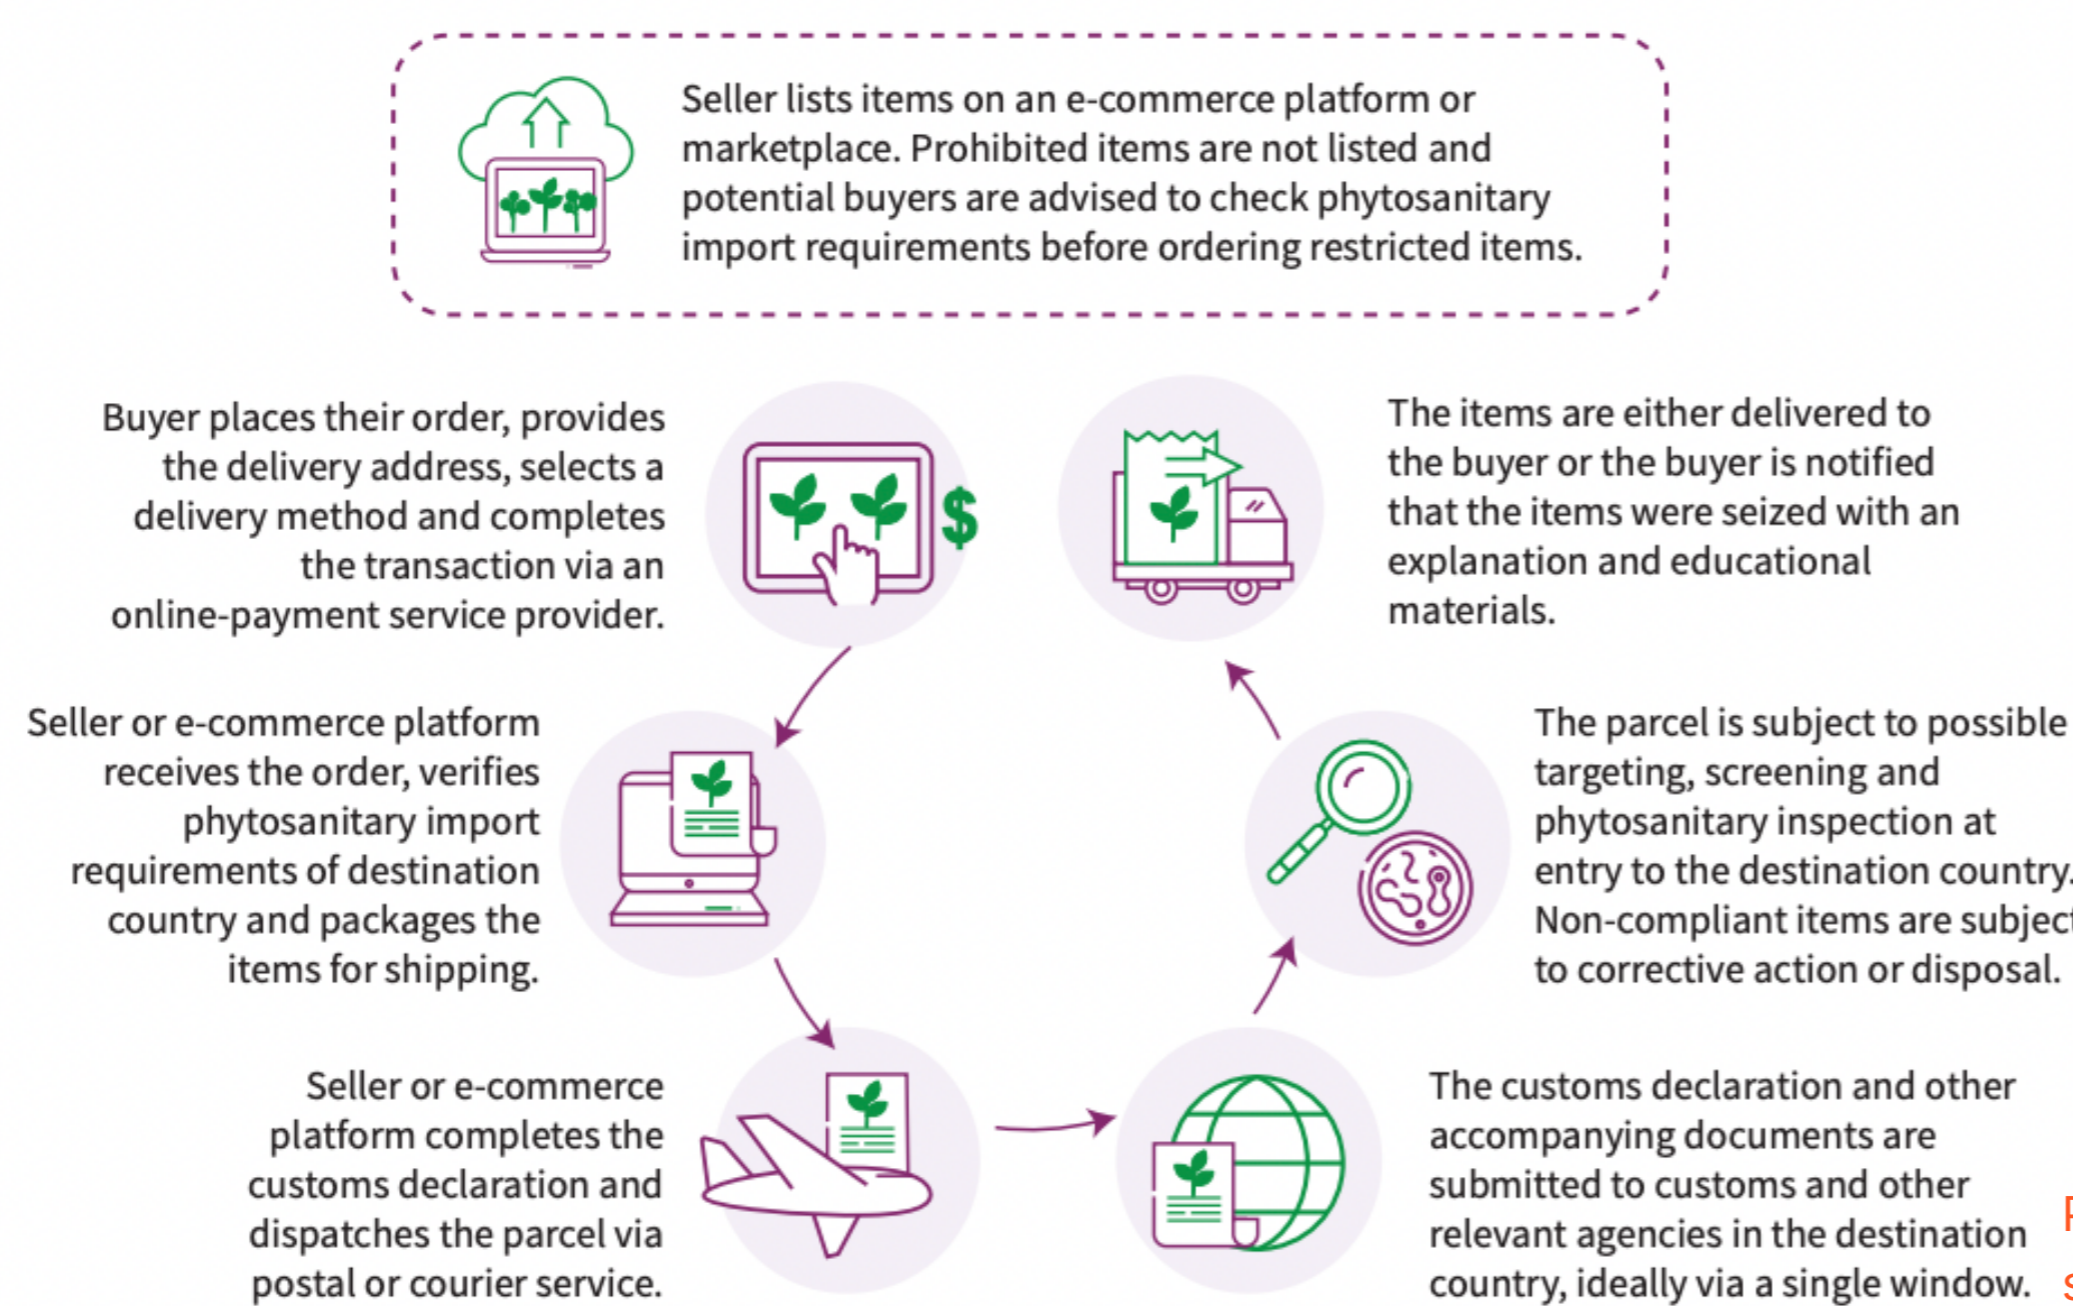 Seller lists items on an e-commerce platform or
marketplace. Prohibited items are not listed and
potential buyers are advised to check phytosanitary
import requirements before ordering restricted items.
Buyer places their order, provides
the delivery address, selects a
delivery method and completes
the transaction via an
online-payment service provider.
$
Seller or e-commerce platform
receives the order, verifies
phytosanitary import
requirements of destination
country and packages the
items for shipping.
Seller or e-commerce
platform completes the
customs declaration and
dispatches the parcel via
postal or courier service.
The customs declaration and other
accompanying documents are
submitted to customs and other
relevant agencies in the destination
country, ideally via a single window.
The parcel is subject to possible
targeting, screening and
phytosanitary inspection at
entry to the destination country.
Non-compliant items are subject
to corrective action or disposal.
The items are either delivered to
the buyer or the buyer is notified
that the items were seized with an
explanation and educational
materials.